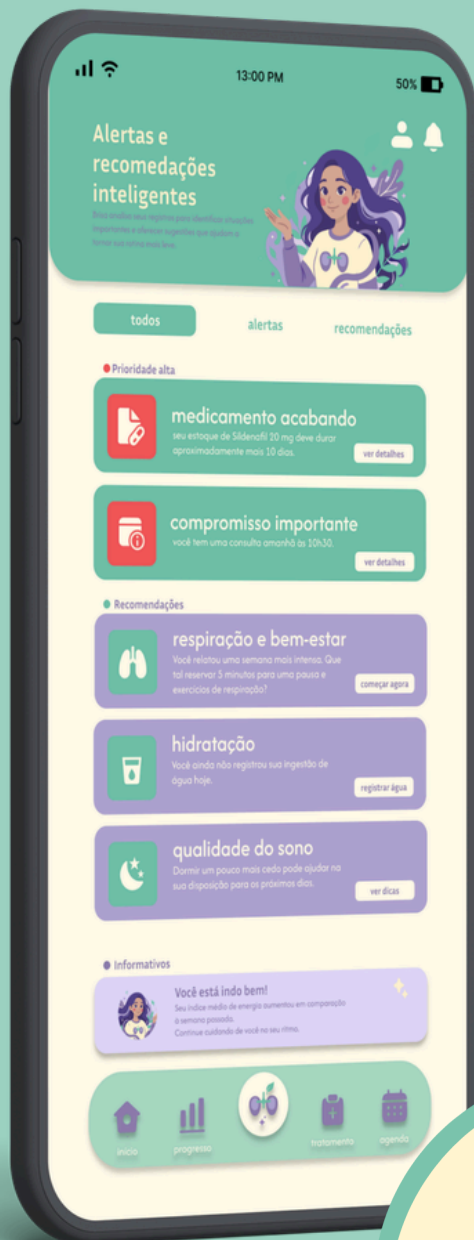 13:00 PM
50%
Alertas e
recomedações
inteligentes
todos
alertas
recomendações
Prioridade alta
medicamento acabando
seu estoque de Sildenafil 20 mg deve durar
aproximadamente mais 10 dias.
ver detalhes
compromisso importante
você tem uma consulta amanhã às 10h30.
ver detalhes
Recomendações
respiração e bem-estar
Você relatou uma semana mais intensa. Que
tal reservar 5 minutos para uma pausa e
exercícios de respiração?
começar agora
hidratação
Você ainda não registrou sua ingestão de
água hoje.
registrar água
qualidade do sono
Dormir um pouco mais cedo pode ajudar na
sua disposição para os próximos dias.
ver dicas
Informativos
Você está indo bem!
Seu índice médio de energia aumentou em comparação
a semana passada.
Continue cuidando de você no seu ritmo.
início
progresso
tratamento
agenda